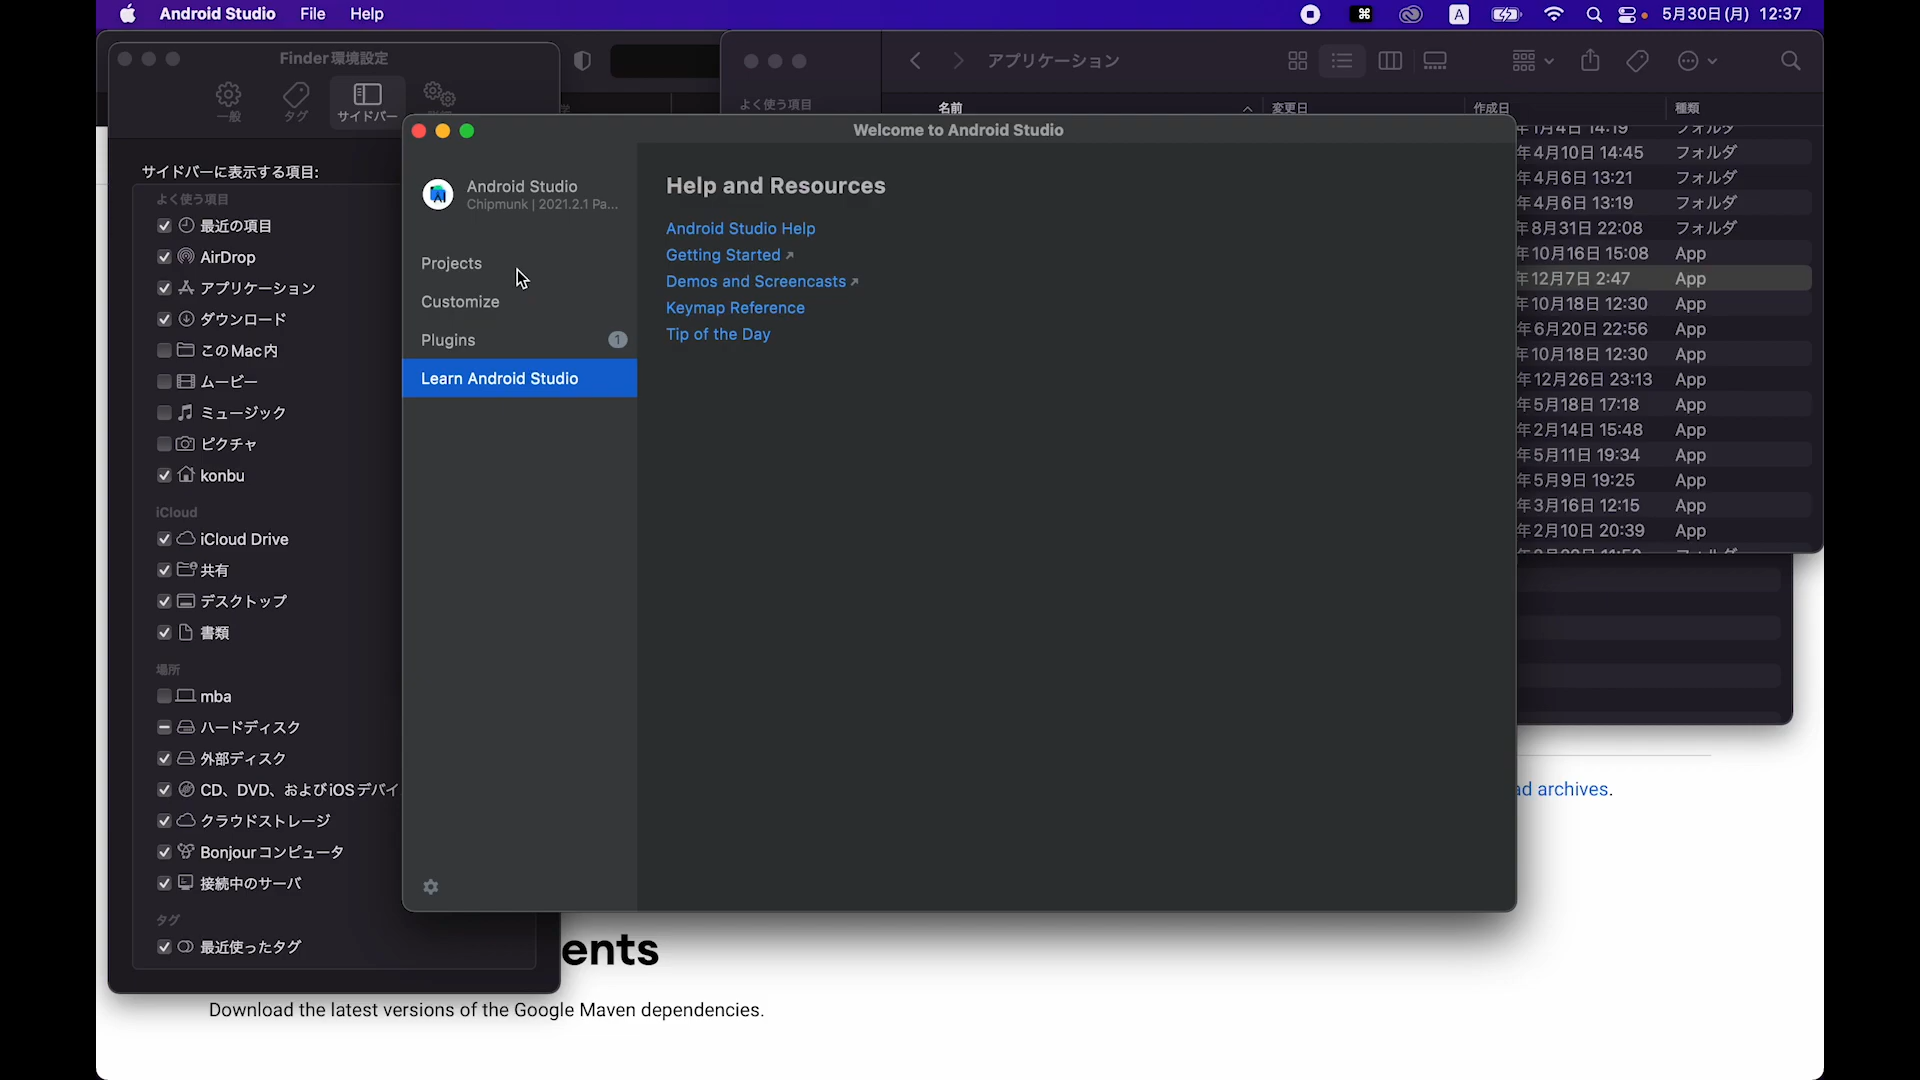 Android Studio File Help
A 5月30日(月) 12:37
Finder 環境設定
一般 タグ サイドバー
サイドバーに表示する項目:
よく使う項目
最近の項目
AirDrop
アプリケーション
ダウンロード
このMac内
ムービー
ミュージック
ピクチャ
konbu
iCloud
iCloud Drive
共有
デスクトップ
書類
場所
mba
ハードディスク
外部ディスク
CD、DVD、およびiOSデバイ
クラウドストレージ
Bonjourコンピュータ
接続中のサーバ
タグ
最近使ったタグ
アプリケーション
よく使う項目
名前 変更日 作成日 種類
年1月4日 14:19 フォルダ
年4月10日 14:45 フォルダ
年4月6日 13:21 フォルダ
年4月6日 13:19 フォルダ
年8月31日 22:08 フォルダ
年10月16日 15:08 App
年12月7日 2:47 App
年10月18日 12:30 App
年6月20日 22:56 App
年10月18日 12:30 App
年12月26日 23:13 App
年5月18日 17:18 App
年2月14日 15:48 App
年5月11日 19:34 App
年5月9日 19:25 App
年3月16日 12:15 App
年2月10日 20:39 App
Welcome to Android Studio
Android Studio
Chipmunk | 2021.2.1 Pa...
Projects
Customize
Plugins 1
Learn Android Studio
Help and Resources
Android Studio Help
Getting Started
Demos and Screencasts
Keymap Reference
Tip of the Day
ad archives.
ents
Download the latest versions of the Google Maven dependencies.